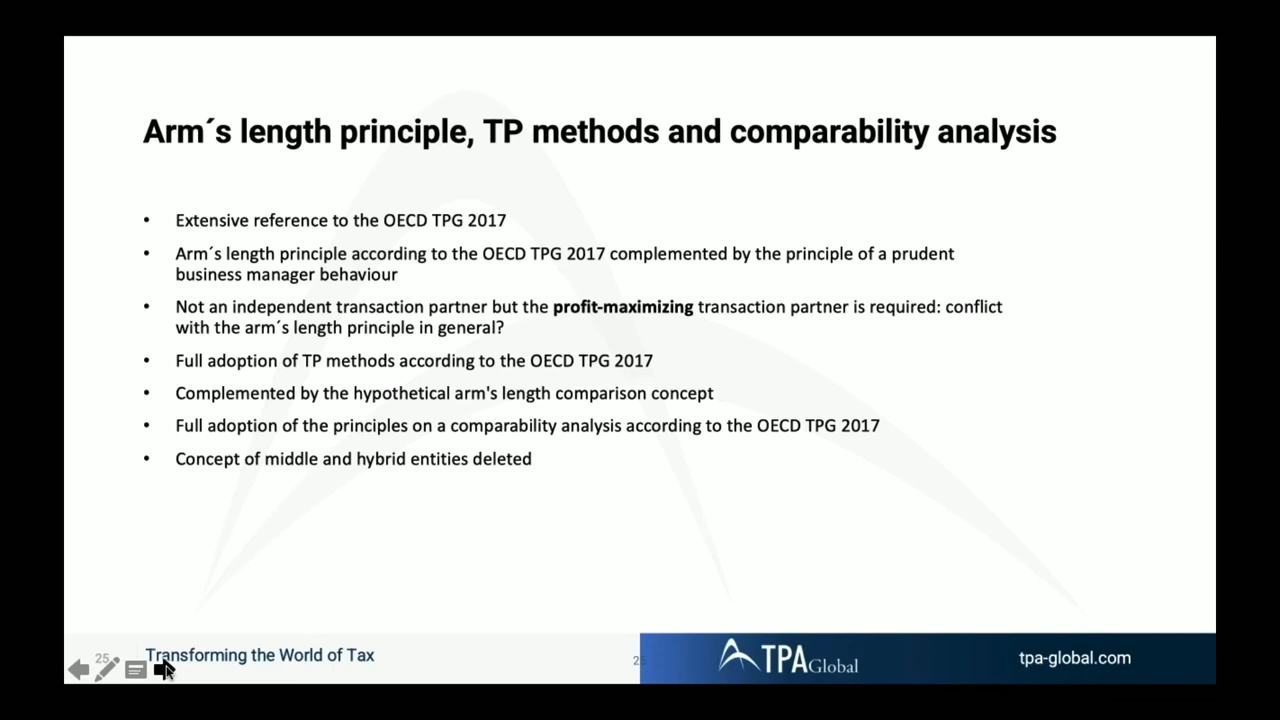 Arm´s length principle, TP methods and comparability analysis
• Extensive reference to the OECD TPG 2017
• Arm´s length principle according to the OECD TPG 2017 complemented by the principle of a prudent
business manager behaviour
• Not an independent transaction partner but the profit-maximizing transaction partner is required: conflict
with the arm´s length principle in general?
• Full adoption of TP methods according to the OECD TPG 2017
• Complemented by the hypothetical arm's length comparison concept
• Full adoption of the principles on a comparability analysis according to the OECD TPG 2017
• Concept of middle and hybrid entities deleted
25
Transforming the World of Tax
TPA Global
tpa-global.com